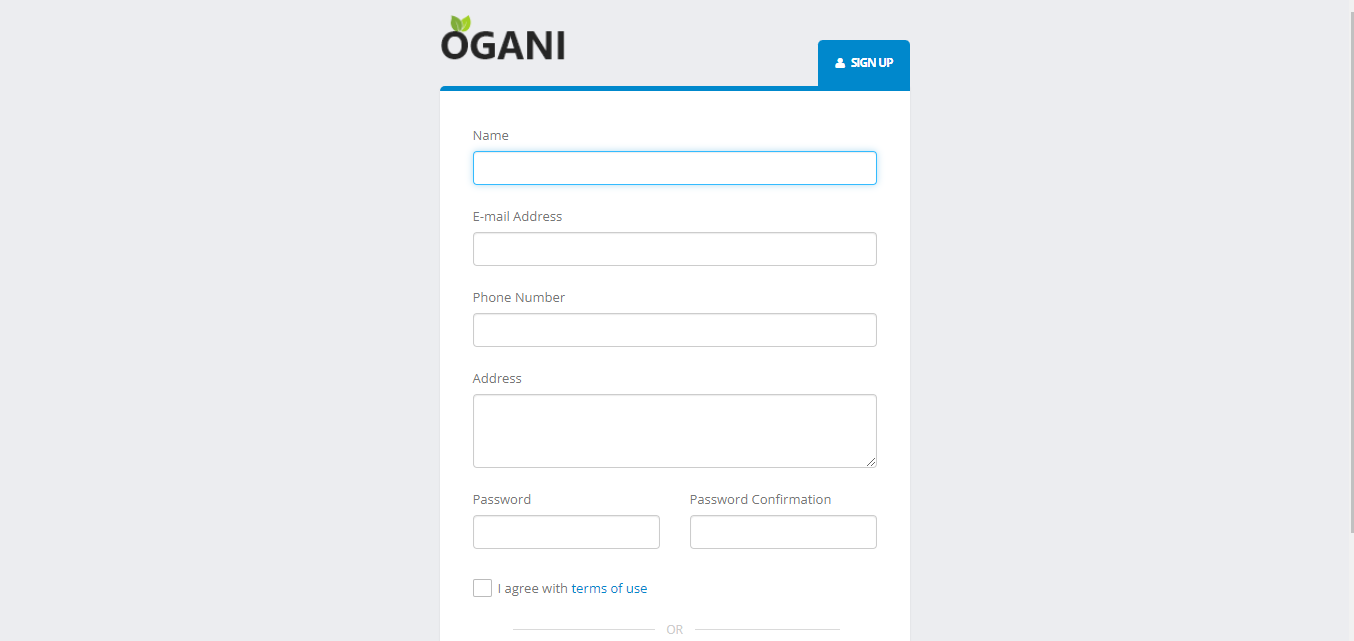 OGANI
SIGN UP
Name
E-mail Address
Phone Number
Address
Password
Password Confirmation
I agree with terms of use
OR